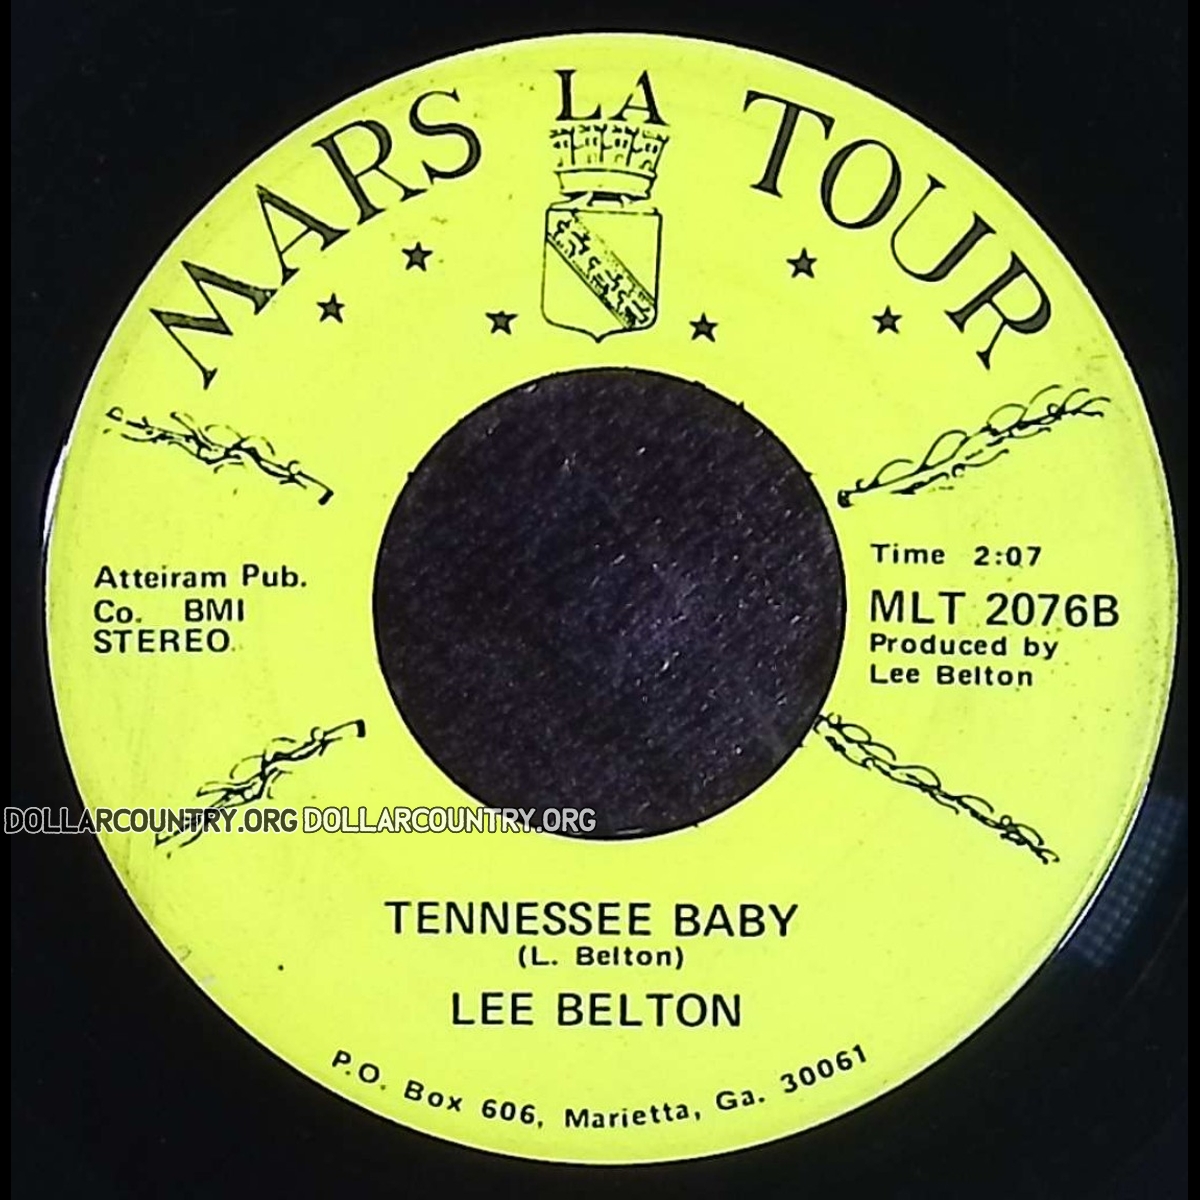 MARS LA TOUR
Atteiram Pub.
Co. BMI
STEREO
Time 2:07
MLT 2076B
Produced by
Lee Belton
DOLLARCOUNTRY.ORG DOLLARCOUNTRY.ORG
TENNESSEE BABY
(L. Belton)
LEE BELTON
P.O. Box 606, Marietta, Ga. 30061